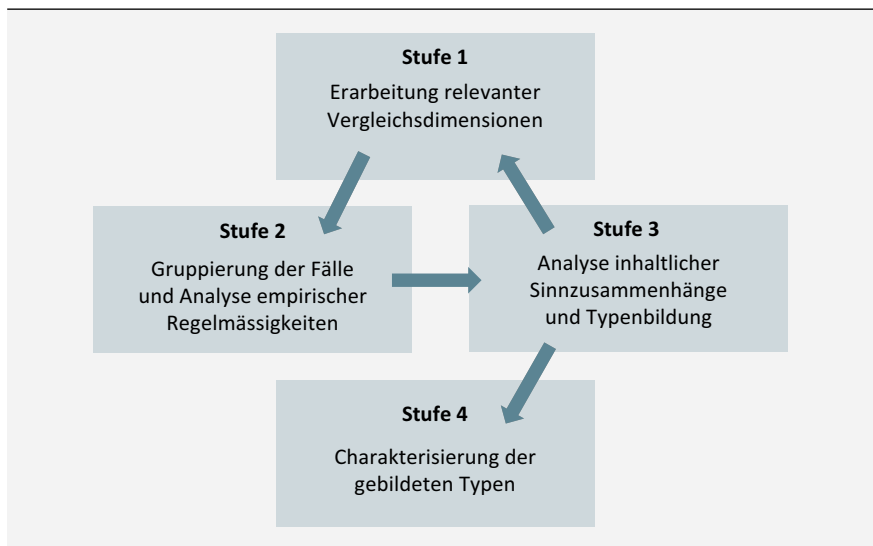 Stufe 1
Erarbeitung relevanter
Vergleichsdimensionen
Stufe 2
Gruppierung der Fälle
und Analyse empirischer
Regelmässigkeiten
Stufe 3
Analyse inhaltlicher
Sinnzusammenhänge
und Typenbildung
Stufe 4
Charakterisierung der
gebildeten Typen